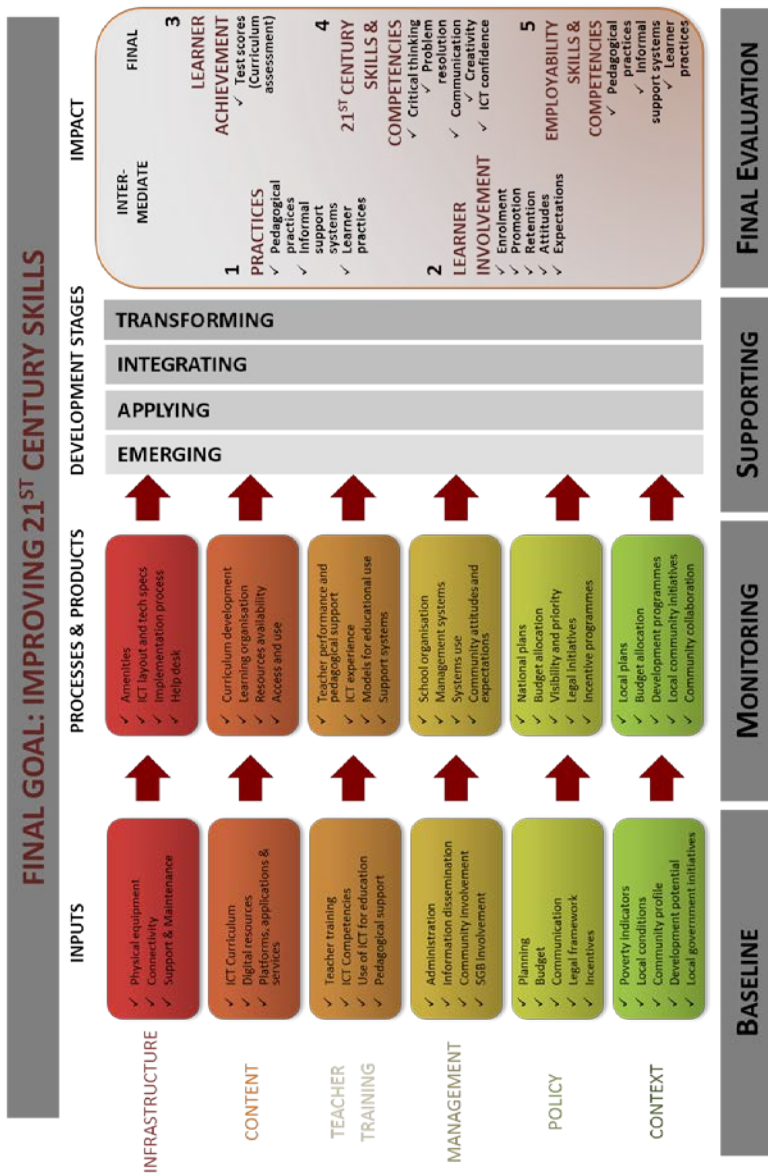 FINAL GOAL: IMPROVING 21ST CENTURY SKILLS
INPUTS
PROCESSES & PRODUCTS
DEVELOPMENT STAGES
IMPACT
INFRASTRUCTURE
✓ Physical equipment
✓ Connectivity
✓ Support & Maintenance
✓ Amenities
✓ ICT layout and tech specs
✓ Implementation process
✓ Help desk
CONTENT
✓ ICT Curriculum
✓ Digital resources
✓ Platforms, applications &
services
✓ Curriculum development
✓ Learning organisation
✓ Resources availability
✓ Access and use
TEACHER
TRAINING
✓ Teacher training
✓ ICT Competencies
✓ Use of ICT for education
✓ Pedagogical support
✓ Teacher performance and
pedagogical support
✓ ICT experience
✓ Models for educational use
✓ Support systems
MANAGEMENT
✓ Administration
✓ Information dissemination
✓ Community involvement
✓ SGB Involvement
✓ School organisation
✓ Management systems
✓ Systems use
✓ Community attitudes and
expectations
POLICY
✓ Planning
✓ Budget
✓ Communication
✓ Legal framework
✓ Incentives
✓ National plans
✓ Budget allocation
✓ Visibility and priority
✓ Legal initiatives
✓ Incentive programmes
CONTEXT
✓ Poverty Indicators
✓ Local conditions
✓ Community profile
✓ Development potential
✓ Local government initiatives
✓ Local plans
✓ Budget allocation
✓ Development programmes
✓ Local community initiatives
✓ Community collaboration
EMERGING
APPLYING
INTEGRATING
TRANSFORMING
INTER-
MEDIATE
1
PRACTICES
✓ Pedagogical
practices
✓ Informal
support
systems
✓ Learner
practices
2
LEARNER
INVOLVEMENT
✓ Enrolment
✓ Promotion
✓ Retention
✓ Attitudes
✓ Expectations
FINAL
3
LEARNER
ACHIEVEMENT
✓ Test scores
(Curriculum
assessment)
4
21ST CENTURY
SKILLS &
COMPETENCIES
✓ Critical thinking
✓ Problem
resolution
✓ Communication
✓ Creativity
✓ ICT confidence
5
EMPLOYABILITY
SKILLS &
COMPETENCIES
✓ Pedagogical
practices
✓ Informal
support systems
✓ Learner
practices
BASELINE
MONITORING
SUPPORTING
FINAL EVALUATION